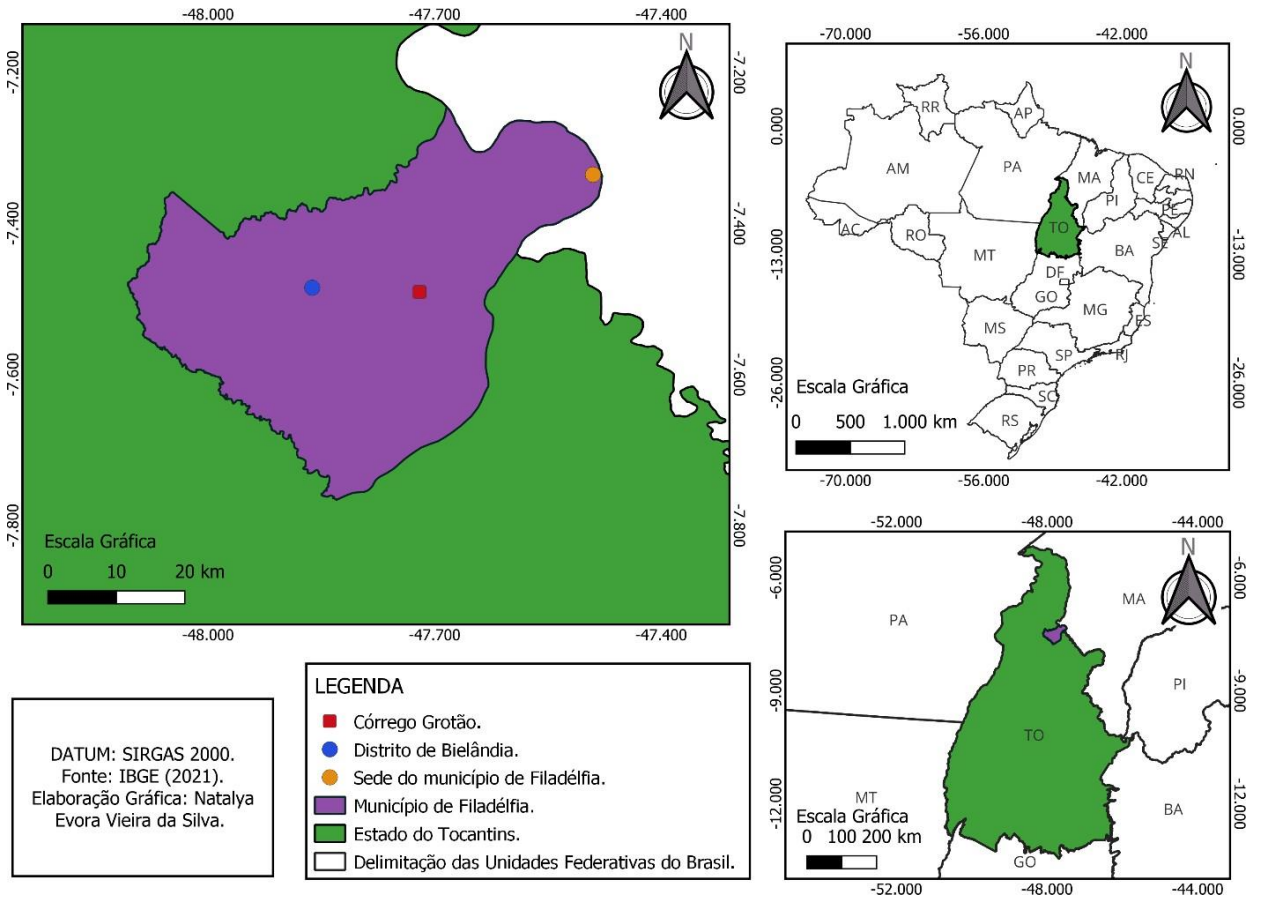 -48.000 -47.700 -47.400
-7.200 -7.200
-7.400 -7.400
-7.600 -7.600
-7.800 -7.800
N
Escala Gráfica
0 10 20 km
-48.000 -47.700 -47.400
-70.000 -56.000 -42.000
0.000 0.000
-13.000 -13.000
-26.000 -26.000
N
RR AP
AM PA MA CE RN
PI PE
AC RO TO AL
SE
MT BA
DF
GO
MG
MS ES
SP RJ
PR
SC
RS
Escala Gráfica
0 500 1.000 km
-70.000 -56.000 -42.000
-52.000 -48.000 -44.000
-6.000 -6.000
-9.000 -9.000
-12.000 -12.000
N
MA
PA
PI
TO
MT BA
GO
Escala Gráfica
0 100 200 km
-52.000 -48.000 -44.000
DATUM: SIRGAS 2000.
Fonte: IBGE (2021).
Elaboração Gráfica: Natalya
Evora Vieira da Silva.
LEGENDA
Córrego Grotão.
Distrito de Bielândia.
Sede do município de Filadélfia.
Município de Filadélfia.
Estado do Tocantins.
Delimitação das Unidades Federativas do Brasil.